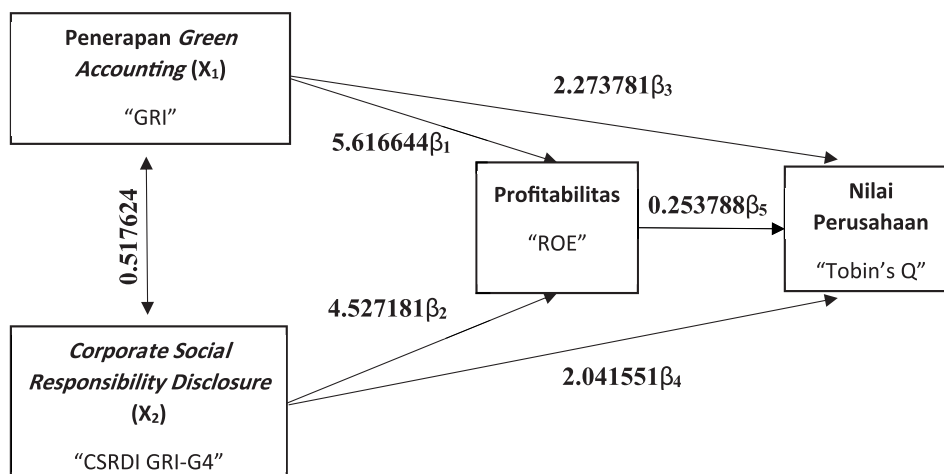 Penerapan Green
Accounting (X₁)
“GRI”
2.273781β₃
5.616644β₁
0.517624
Profitabilitas
“ROE”
0.253788β₅
Nilai
Perusahaan
“Tobin’s Q”
4.527181β₂
2.041551β₄
Corporate Social
Responsibility Disclosure
(X₂)
“CSRDI GRI-G4”